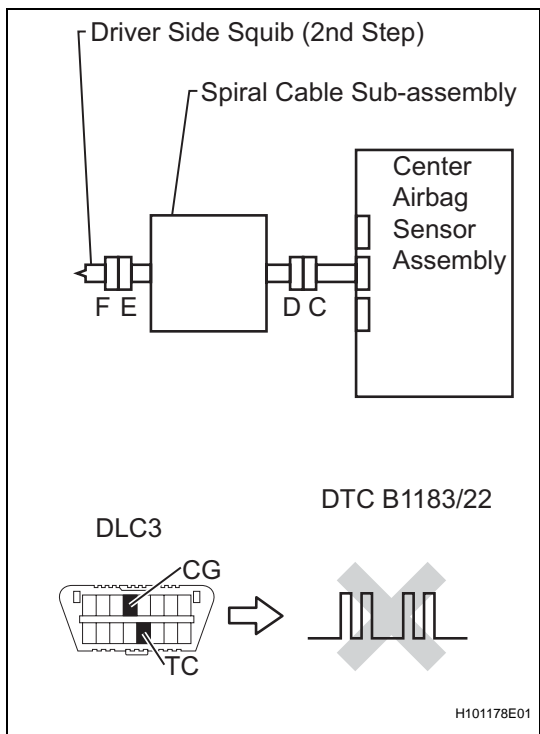 Driver Side Squib (2nd Step)
Spiral Cable Sub-assembly
Center
Airbag
Sensor
Assembly
F E
D C
DTC B1183/22
DLC3
CG
TC
H101178E01